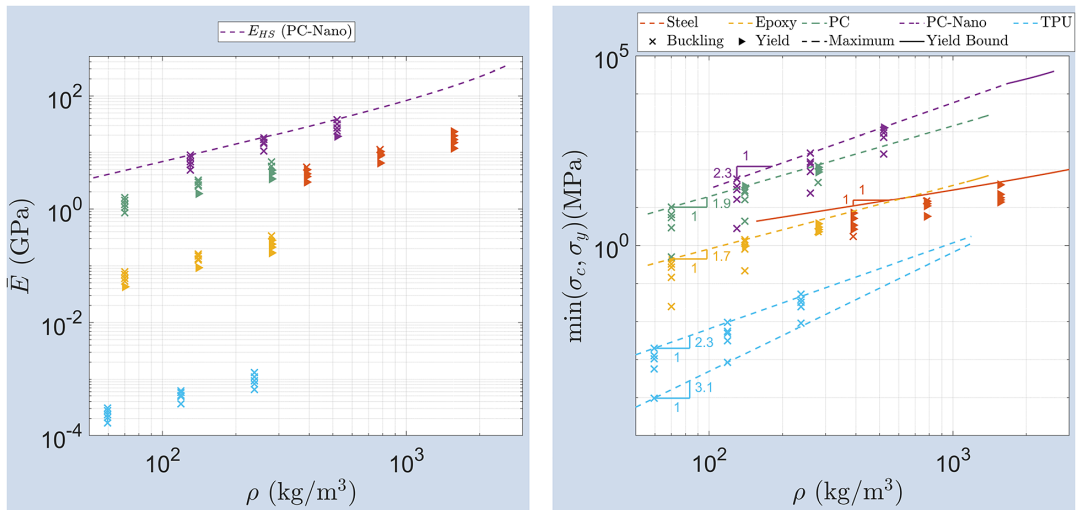 E_HS (PC-Nano)
10^2
10^0
10^-2
10^-4
Ē (GPa)
10^2
10^3
ρ (kg/m^3)
Steel
Epoxy
PC
PC-Nano
TPU
Buckling
Yield
Maximum
Yield Bound
10^5
10^0
min(σ_c, σ_y)(MPa)
1
2.3
1.9
1
1
1
1.7
1
2.3
1
3.1
1
10^2
10^3
ρ (kg/m^3)